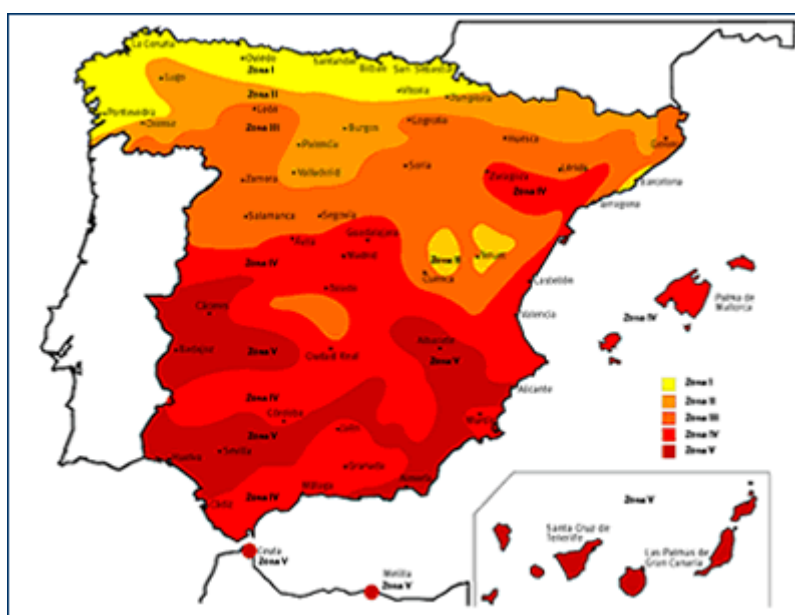 La Coruña
Oviedo
Santander
Bilbao
San Sebastián
Zona I
Lugo
Vitoria
Pamplona
Zona II
Pontevedra
Orense
León
Zona III
Burgos
Logroño
Huesca
Palencia
Gerona
Zamora
Valladolid
Soria
Zaragoza
Lérida
Zona IV
Barcelona
Tarragona
Salamanca
Segovia
Ávila
Guadalajara
Zona IV
Madrid
Zona II
Teruel
Cuenca
Toledo
Castellón
Palma de
Mallorca
Cáceres
Valencia
Zona IV
Badajoz
Zona V
Ciudad Real
Albacete
Zona V
Alicante
Zona I
Zona II
Zona III
Zona IV
Zona V
Zona IV
Córdoba
Murcia
Zona V
Jaén
Huelva
Sevilla
Granada
Almería
Málaga
Cádiz
Zona IV
Zona V
Santa Cruz de
Tenerife
Las Palmas de
Gran Canaria
Ceuta
Zona V
Melilla
Zona V